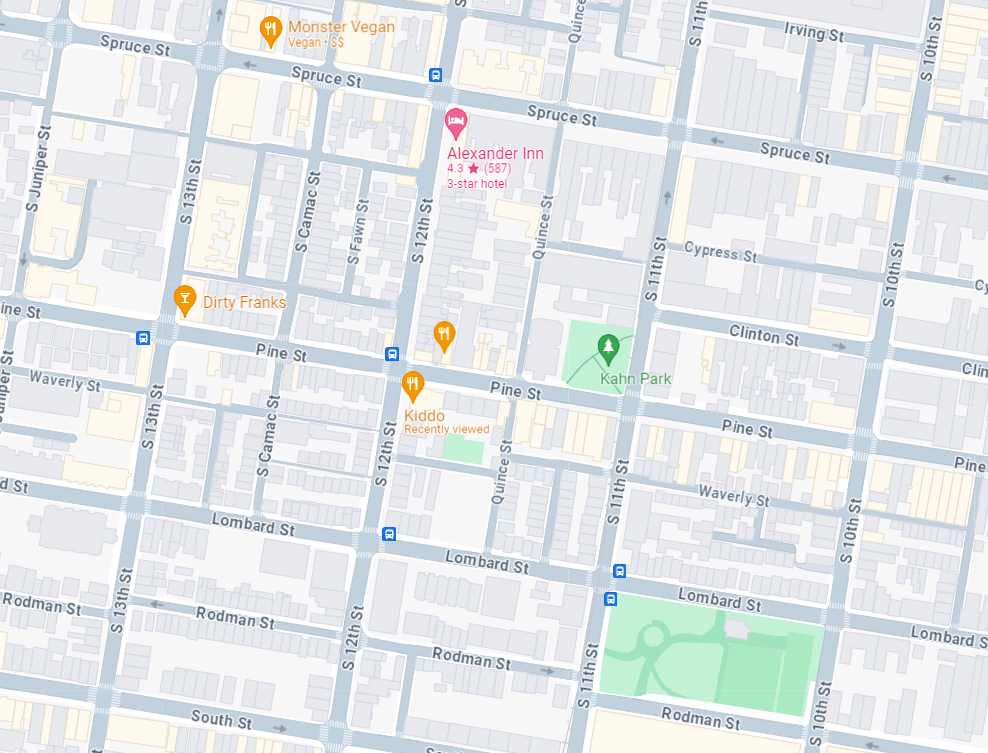 S 11th
Quince
S
Irving St
S 10th St
Monster Vegan
Vegan • $$
Spruce St
Spruce St
Spruce St
Spruce St
Alexander Inn
4.3 ★ (587)
3-star hotel
S Juniper St
S 13th St
S Camac St
S Fawn St
S 12th St
Quince St
S 11th St
Cypress St
S 10th St
Cy
Dirty Franks
ine St
Clinton St
Clin
Pine St
Kahn Park
Waverly St
uniper St
Pine St
Kiddo
Recently viewed
S 13th St
Pine St
S Camac St
S 12th St
Quince St
Pine
d St
S 11th St
Waverly St
S 10th St
Lombard St
Lombard St
Lombard St
Lombard S
Rodman St
S 13th St
Rodman St
S 12th St
Rodman St
S 11th St
Rodman St
S 10th St
South St
So